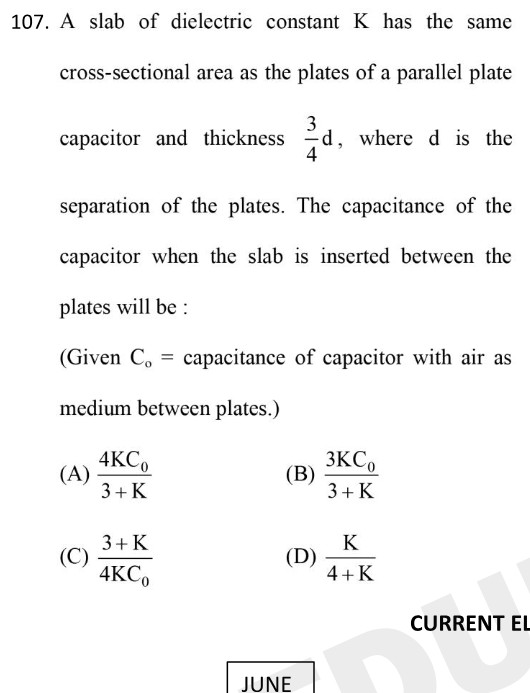 107. A slab of dielectric constant K has the same
cross-sectional area as the plates of a parallel plate
capacitor and thickness 3/4 d, where d is the
separation of the plates. The capacitance of the
capacitor when the slab is inserted between the
plates will be :
(Given C₀ = capacitance of capacitor with air as
medium between plates.)
(A) 4KC₀/3+K (B) 3KC₀/3+K
(C) 3+K/4KC₀ (D) K/4+K
CURRENT EL
EDU
JUNE